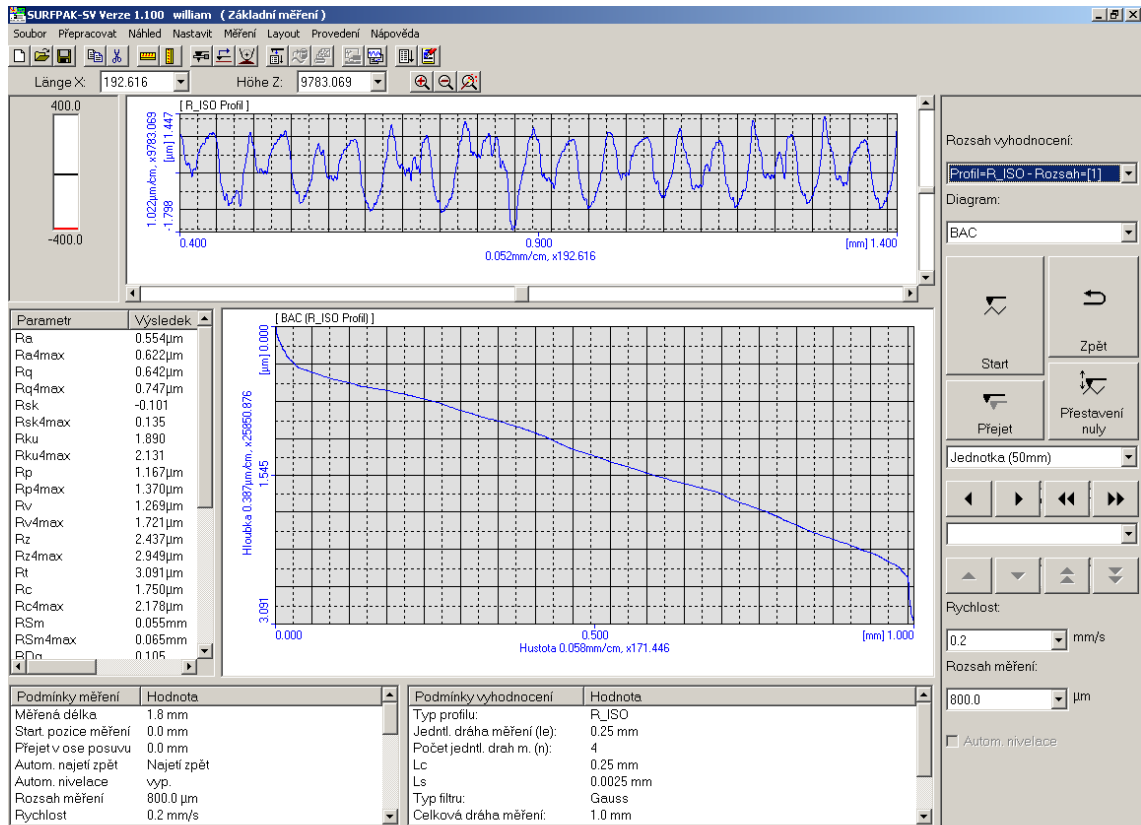 SURFPAK-SV Verze 1.100   william   ( Základní měření )
Soubor Přepracovat Náhled Nastavit Měření Layout Provedení Nápověda
Länge X: 192.616 Höhe Z: 9783.069
400.0
-400.0
[ R_ISO Profil ]
1.022µm/cm, x9783.069
-1.798 [µm] 1.447
0.400 0.900 [mm] 1.400
0.052mm/cm, x192.616
Parametr Výsledek
Ra 0.554µm
Ra4max 0.622µm
Rq 0.642µm
Rq4max 0.747µm
Rsk -0.101
Rsk4max 0.135
Rku 1.890
Rku4max 2.131
Rp 1.167µm
Rp4max 1.370µm
Rv 1.269µm
Rv4max 1.721µm
Rz 2.437µm
Rz4max 2.949µm
Rt 3.091µm
Rc 1.750µm
Rc4max 2.178µm
RSm 0.055mm
RSm4max 0.065mm
RDq 0.105
[ BAC (R_ISO Profil) ]
Hloubka 0.387µm/cm, x25850.876
3.091 1.545 [µm] 0.000
0.000 0.500 [mm] 1.000
Hustota 0.058mm/cm, x171.446
Podmínky měření Hodnota
Měřená délka 1.8 mm
Start. pozice měření 0.0 mm
Přejet v ose posuvu 0.0 mm
Autom. najetí zpět Najetí zpět
Autom. nivelace vyp.
Rozsah měření 800.0 µm
Rychlost 0.2 mm/s
Podmínky vyhodnocení Hodnota
Typ profilu: R_ISO
Jedntl. dráha měření (le): 0.25 mm
Počet jedntl. drah m. (n) 4
Lc 0.25 mm
Ls 0.0025 mm
Typ filtru: Gauss
Celková dráha měření: 1.0 mm
Rozsah vyhodnocení:
Profil=R_ISO - Rozsah=[1]
Diagram:
BAC
Start
Zpět
Přejet
Přestavení
nuly
Jednotka (50mm)
Rychlost:
0.2 mm/s
Rozsah měření:
800.0 µm
Autom. nivelace